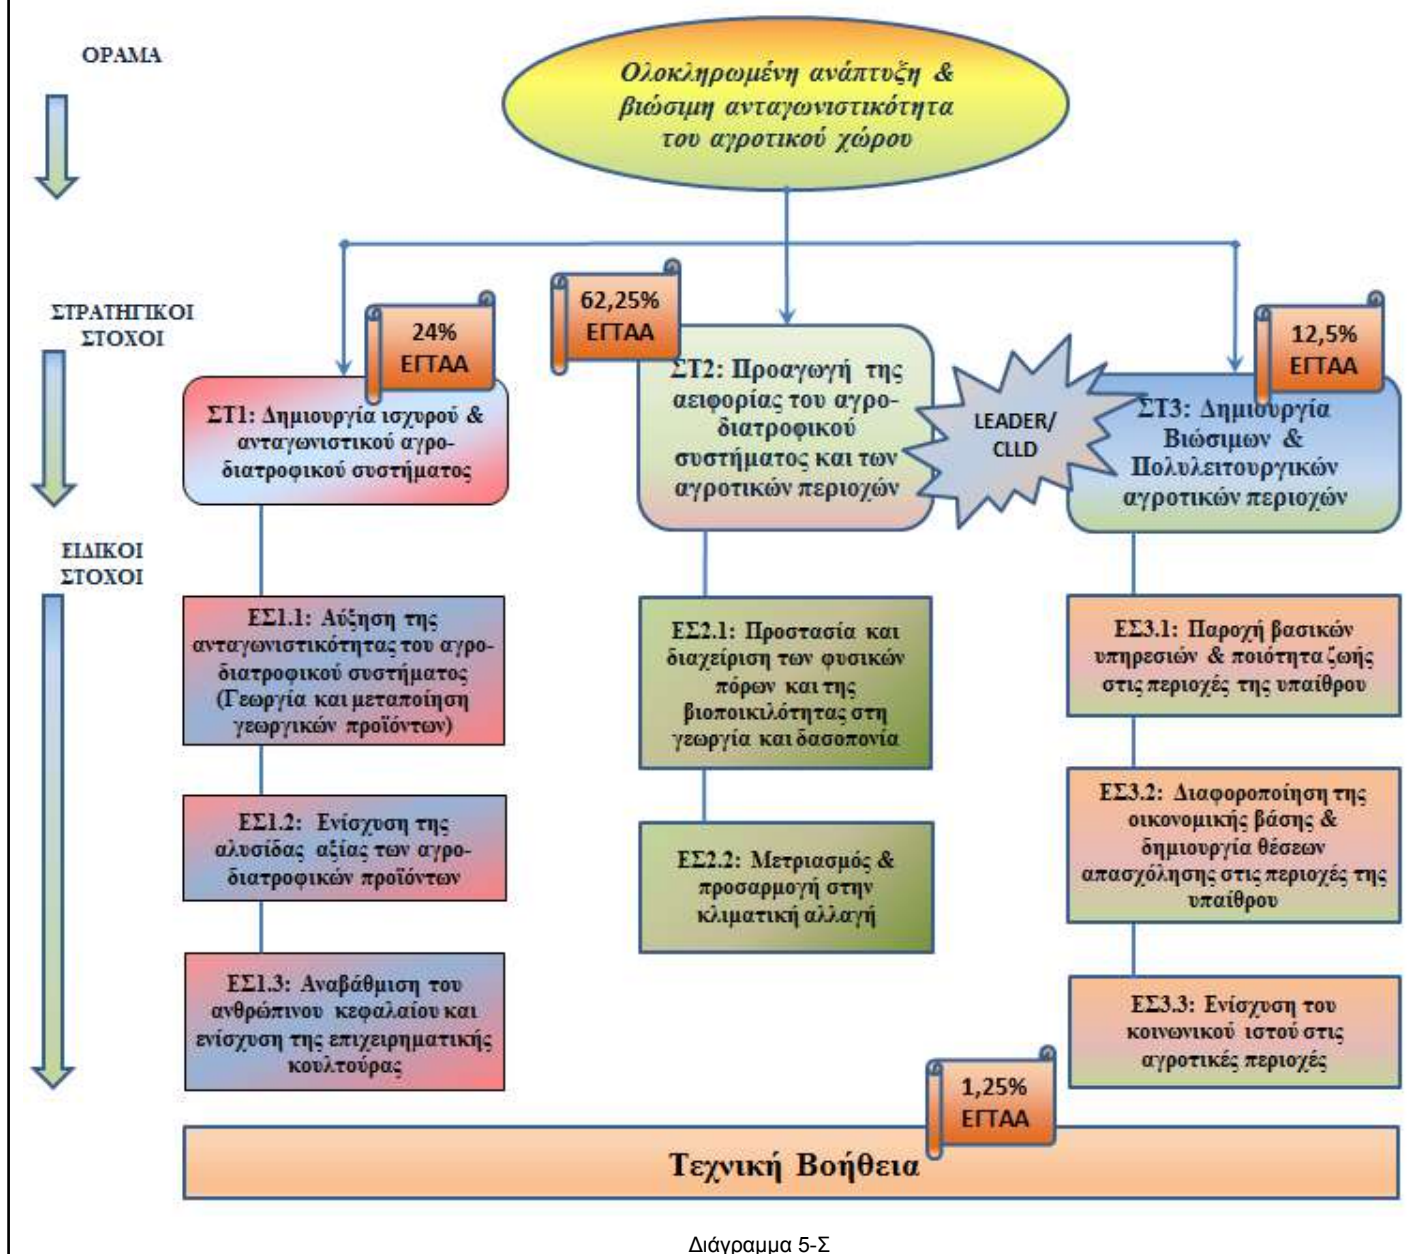 ΟΡΑΜΑ
Ολοκληρωμένη ανάπτυξη &
βιώσιμη ανταγωνιστικότητα
του αγροτικού χώρου
ΣΤΡΑΤΗΓΙΚΟΙ
ΣΤΟΧΟΙ
24%
ΕΓΤΑΑ
ΣΤ1: Δημιουργία ισχυρού &
ανταγωνιστικού αγρο-
διατροφικού συστήματος
62,25%
ΕΓΤΑΑ
ΣΤ2: Προαγωγή της
αειφορίας του αγρο-
διατροφικού
συστήματος και των
αγροτικών περιοχών
LEADER/
CLLD
12,5%
ΕΓΤΑΑ
ΣΤ3: Δημιουργία
Βιώσιμων &
Πολυλειτουργικών
αγροτικών περιοχών
ΕΙΔΙΚΟΙ
ΣΤΟΧΟΙ
ΕΣ1.1: Αύξηση της
ανταγωνιστικότητας του αγρο-
διατροφικού συστήματος
(Γεωργία και μεταποίηση
γεωργικών προϊόντων)
ΕΣ1.2: Ενίσχυση της
αλυσίδας αξίας των αγρο-
διατροφικών προϊόντων
ΕΣ1.3: Αναβάθμιση του
ανθρώπινου κεφαλαίου και
ενίσχυση της επιχειρηματικής
κουλτούρας
ΕΣ2.1: Προστασία και
διαχείριση των φυσικών
πόρων και της
βιοποικιλότητας στη
γεωργία και δασοπονία
ΕΣ2.2: Μετριασμός &
προσαρμογή στην
κλιματική αλλαγή
ΕΣ3.1: Παροχή βασικών
υπηρεσιών & ποιότητα ζωής
στις περιοχές της υπαίθρου
ΕΣ3.2: Διαφοροποίηση της
οικονομικής βάσης &
δημιουργία θέσεων
απασχόλησης στις περιοχές της
υπαίθρου
ΕΣ3.3: Ενίσχυση του
κοινωνικού ιστού στις
αγροτικές περιοχές
1,25%
ΕΓΤΑΑ
Τεχνική Βοήθεια
Διάγραμμα 5-Σ